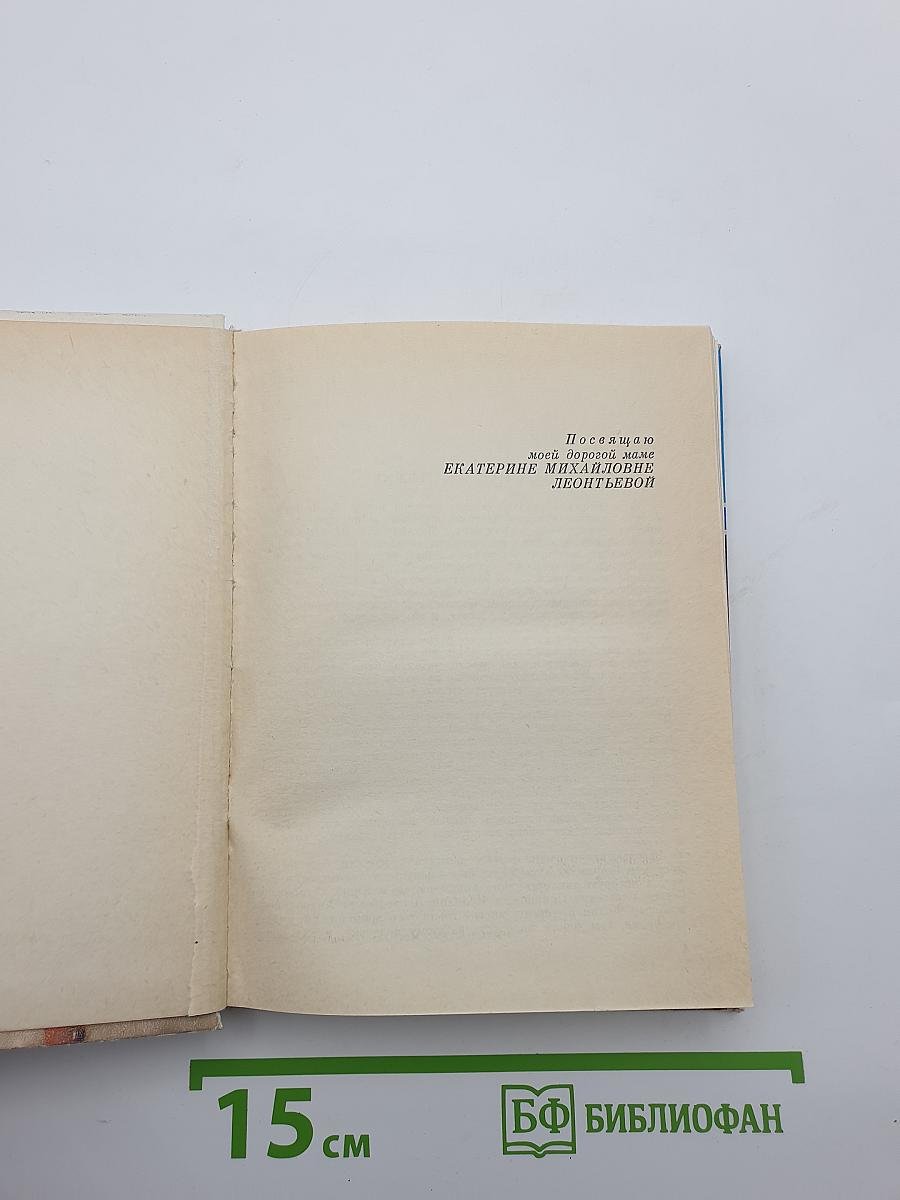 Посвящаю
моей дорогой маме
ЕКАТЕРИНЕ МИХАЙЛОВНЕ
ЛЕОНТЬЕВОЙ
15 см
БФ БИБЛИОФАН